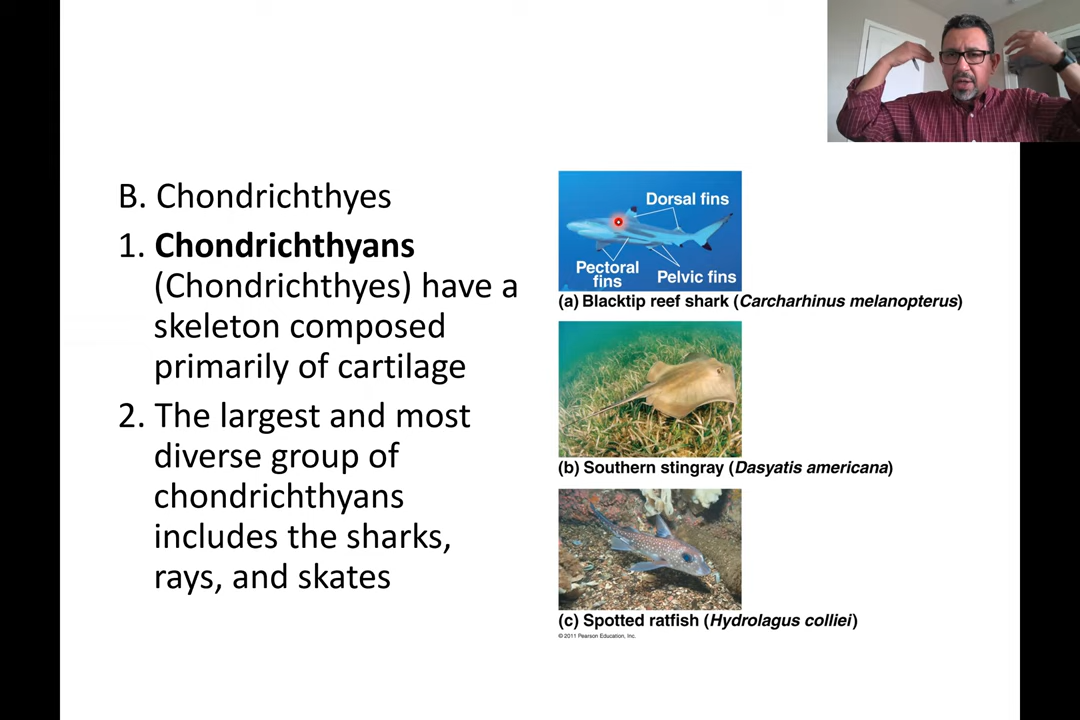 B. Chondrichthyes
1. Chondrichthyans
(Chondrichthyes) have a
skeleton composed
primarily of cartilage
2. The largest and most
diverse group of
chondrichthyans
includes the sharks,
rays, and skates
Dorsal fins
Pectoral
fins
Pelvic fins
(a) Blacktip reef shark (Carcharhinus melanopterus)
(b) Southern stingray (Dasyatis americana)
(c) Spotted ratfish (Hydrolagus colliei)
© 2011 Pearson Education, Inc.